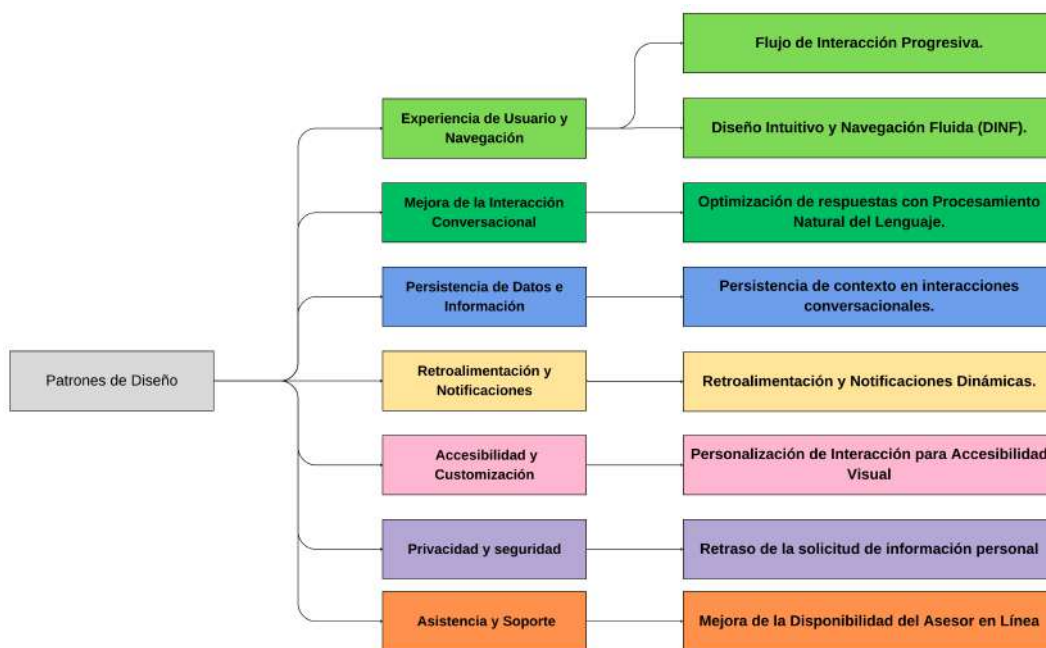 Flujo de Interacción Progresiva.
Experiencia de Usuario y
Navegación
Diseño Intuitivo y Navegación Fluida (DINF).
Mejora de la Interacción
Conversacional
Optimización de respuestas con Procesamiento
Natural del Lenguaje.
Persistencia de Datos e
Información
Persistencia de contexto en interacciones
conversacionales.
Patrones de Diseño
Retroalimentación y
Notificaciones
Retroalimentación y Notificaciones Dinámicas.
Accesibilidad y
Customización
Personalización de Interacción para Accesibilidad
Visual
Privacidad y seguridad
Retraso de la solicitud de información personal
Asistencia y Soporte
Mejora de la Disponibilidad del Asesor en Línea